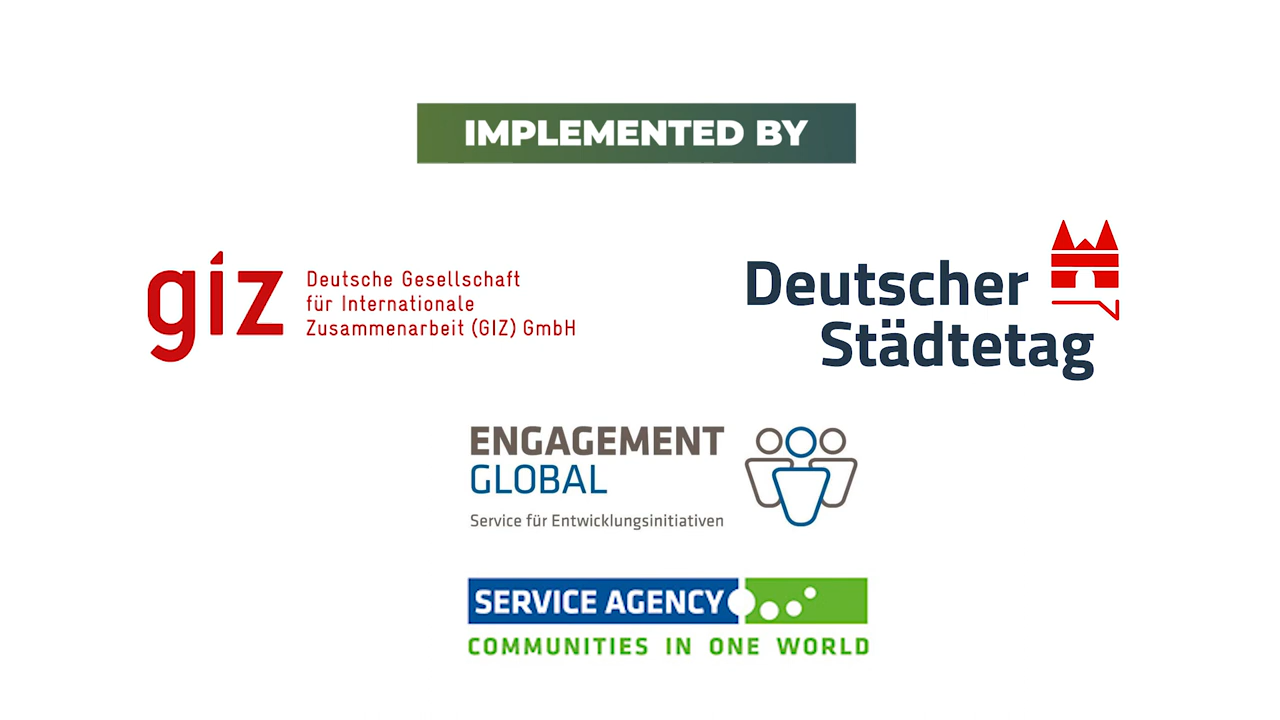 IMPLEMENTED BY
giz
Deutsche Gesellschaft
für Internationale
Zusammenarbeit (GIZ) GmbH
Deutscher
Städtetag
ENGAGEMENT
GLOBAL
Service für Entwicklungsinitiativen
SERVICE AGENCY
COMMUNITIES IN ONE WORLD